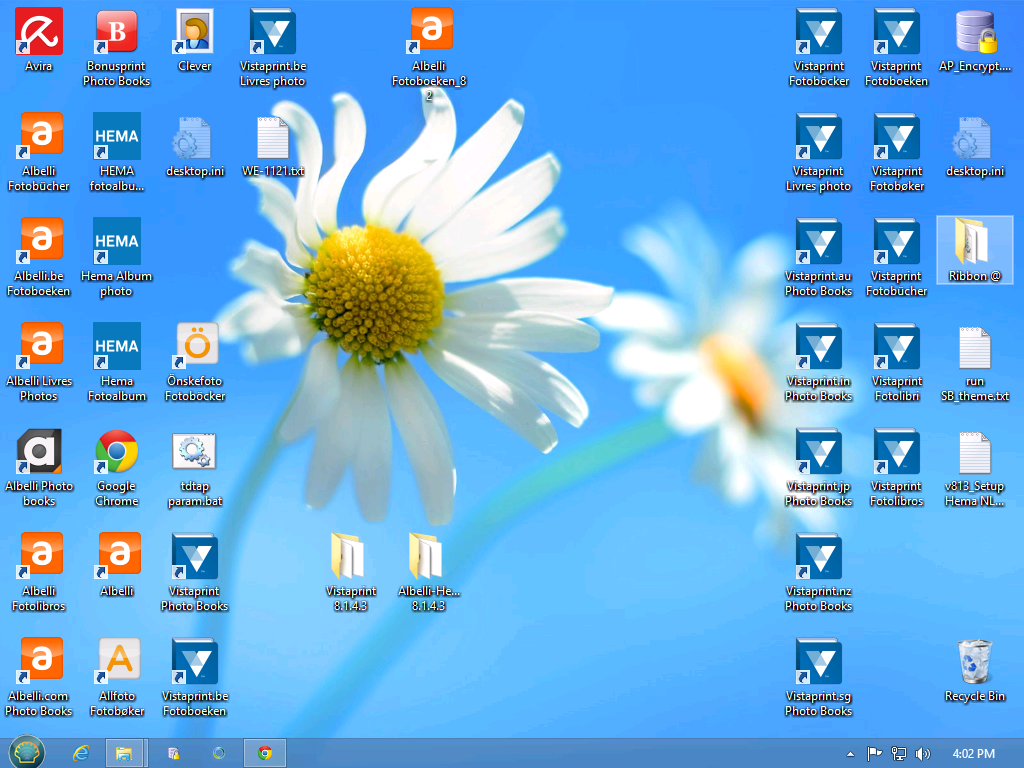 Avira
Bonusprint
Photo Books
Clever
Vistaprint.be
Livres photo
a
Albelli
Fotoboeken_8
2
Vistaprint
Fotoböcker
Vistaprint
Fotoboeken
AP_Encrypt....
B
a
Albelli
Fotobücher
HEMA
HEMA
fotoalbu...
desktop.ini
WE-1121.txt
Vistaprint
Livres photo
Vistaprint
Fotobøker
desktop.ini
a
Albelli.be
Fotoboeken
HEMA
Hema Album
photo
Vistaprint.au
Photo Books
Vistaprint
Fotobücher
Ribbon @
a
Albelli Livres
Photos
HEMA
Hema
Fotoalbum
Ö
Önskefoto
Fotoböcker
Vistaprint.in
Photo Books
Vistaprint
Fotolibri
run
SB_theme.txt
a
Albelli Photo
books
Google
Chrome
tdtap
param.bat
Vistaprint.jp
Photo Books
Vistaprint
Fotolibros
v813_Setup
Hema NL...
a
Albelli
Fotolibros
a
Albelli
Vistaprint
Photo Books
Vistaprint
8.1.4.3
Albelli-He...
8.1.4.3
Vistaprint.nz
Photo Books
a
Albelli.com
Photo Books
A
Allfoto
Fotobøker
Vistaprint.be
Fotoboeken
Vistaprint.sg
Photo Books
Recycle Bin
4:02 PM